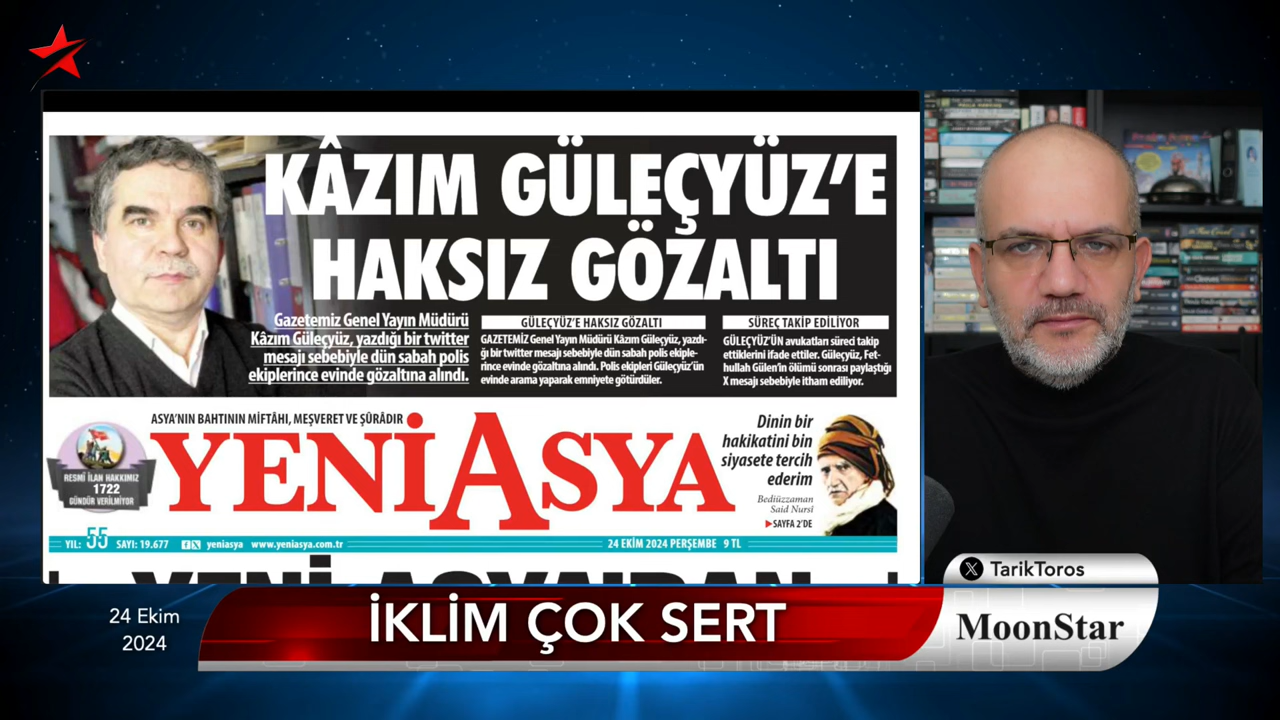 KÂZIM GÜLEÇYÜZ'E
HAKSIZ GÖZALTI
Gazetemiz Genel Yayın Müdürü
Kâzım Güleçyüz, yazdığı bir twitter
mesajı sebebiyle dün sabah polis
ekiplerince evinde gözaltına alındı.
GÜLEÇYÜZ'E HAKSIZ GÖZALTI
GAZETEMİZ Genel Yayın Müdürü Kâzım Güleçyüz, yazdı-
ğı bir twitter mesajı sebebiyle dün sabah polis ekiple-
rince evinde gözaltına alındı. Polis ekipleri Güleçyüz'ün
evinde arama yaparak emniyete götürdüler.
SÜREÇ TAKİP EDİLİYOR
GÜLEÇYÜZ'ÜN avukatları süreci takip
ettiklerini ifade ettiler. Güleçyüz, Fet-
hullah Gülen'in ölümü sonrası paylaştığı
X mesajı sebebiyle itham ediliyor.
ASYA'NIN BAHTININ MİFTÂHI, MEŞVERET VE ŞÛRÂDIR
YENİASYA
RESMÎ İLAN HAKKIMIZ
1722
GÜNDÜR VERİLMİYOR
Dinin bir
hakikatini bin
siyasete tercih
ederim
Bediüzzaman
Said Nursî
SAYFA 2'DE
YIL: 55 SAYI: 19.677 yeniasya www.yeniasya.com.tr 24 EKİM 2024 PERŞEMBE 9 TL
YENİ ASYA'DAN
TarikToros
24 Ekim
2024
İKLİM ÇOK SERT
MoonStar